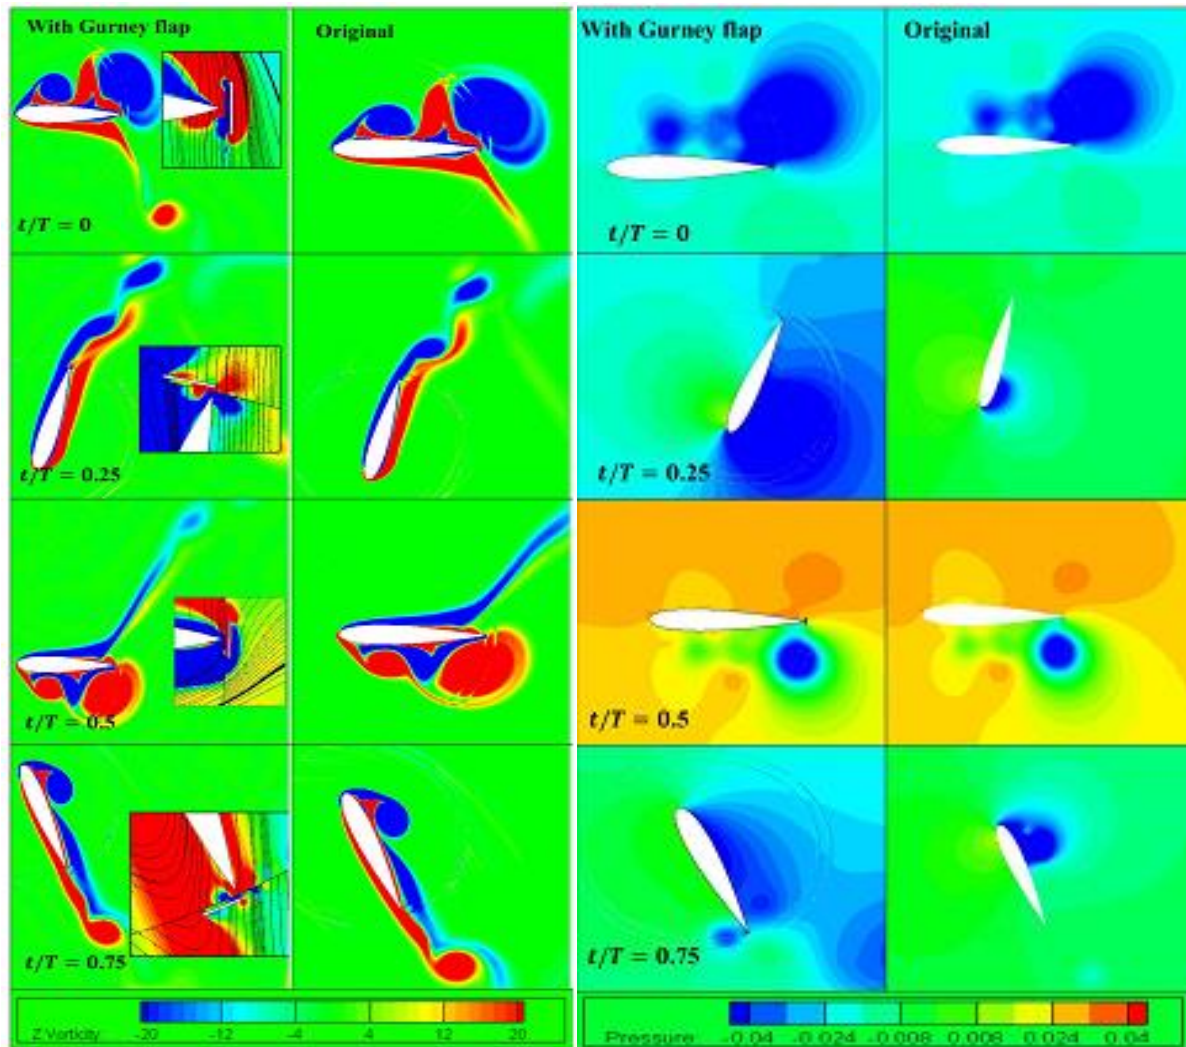 With Gurney flap
Original
With Gurney flap
Original
t/T = 0
t/T = 0
t/T = 0.25
t/T = 0.25
t/T = 0.5
t/T = 0.5
t/T = 0.75
t/T = 0.75
Z Vorticity
-20 -12 -4 4 12 20
Pressure
-0.04 -0.024 -0.008 0.008 0.024 0.04